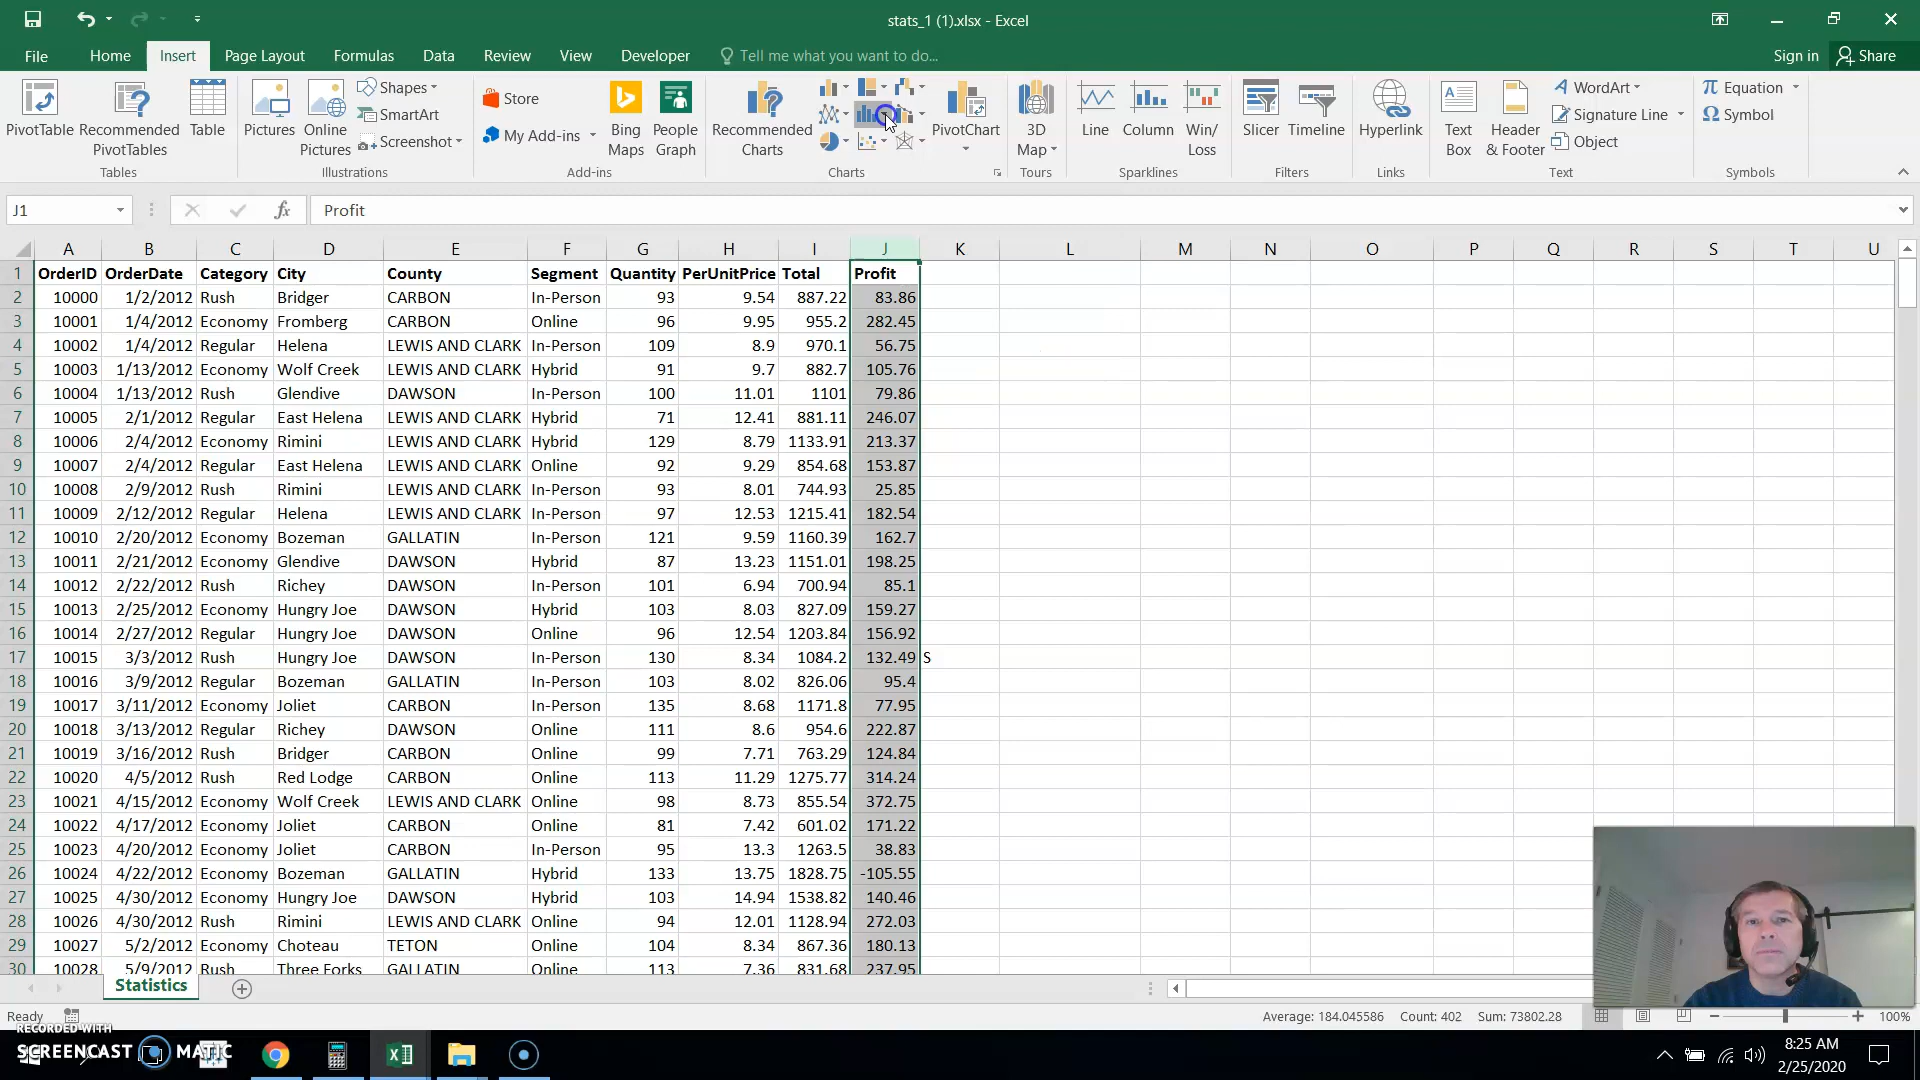 stats_1 (1).xlsx - Excel
File Home Insert Page Layout Formulas Data Review View Developer Tell me what you want to do... Sign in Share
PivotTable Recommended PivotTables Table
Tables
Pictures Online Pictures Shapes SmartArt Screenshot
Illustrations
Store My Add-ins Bing Maps People Graph
Add-ins
Recommended Charts PivotChart
Charts
3D Map
Tours
Line Column Win/Loss
Sparklines
Slicer Timeline
Filters
Hyperlink
Links
Text Box Header & Footer WordArt Signature Line Object
Text
Equation Symbol
Symbols
J1 fx Profit
A B C D E F G H I J K L M N O P Q R S T U
1 OrderID OrderDate Category City County Segment Quantity PerUnitPrice Total Profit
2 10000 1/2/2012 Rush Bridger CARBON In-Person 93 9.54 887.22 83.86
3 10001 1/4/2012 Economy Fromberg CARBON Online 96 9.95 955.2 282.45
4 10002 1/4/2012 Regular Helena LEWIS AND CLARK In-Person 109 8.9 970.1 56.75
5 10003 1/13/2012 Economy Wolf Creek LEWIS AND CLARK Hybrid 91 9.7 882.7 105.76
6 10004 1/13/2012 Rush Glendive DAWSON In-Person 100 11.01 1101 79.86
7 10005 2/1/2012 Regular East Helena LEWIS AND CLARK Hybrid 71 12.41 881.11 246.07
8 10006 2/4/2012 Economy Rimini LEWIS AND CLARK Hybrid 129 8.79 1133.91 213.37
9 10007 2/4/2012 Regular East Helena LEWIS AND CLARK Online 92 9.29 854.68 153.87
10 10008 2/9/2012 Rush Rimini LEWIS AND CLARK In-Person 93 8.01 744.93 25.85
11 10009 2/12/2012 Regular Helena LEWIS AND CLARK In-Person 97 12.53 1215.41 182.54
12 10010 2/20/2012 Economy Bozeman GALLATIN In-Person 121 9.59 1160.39 162.7
13 10011 2/21/2012 Economy Glendive DAWSON Hybrid 87 13.23 1151.01 198.25
14 10012 2/22/2012 Rush Richey DAWSON In-Person 101 6.94 700.94 85.1
15 10013 2/25/2012 Economy Hungry Joe DAWSON Hybrid 103 8.03 827.09 159.27
16 10014 2/27/2012 Regular Hungry Joe DAWSON Online 96 12.54 1203.84 156.92
17 10015 3/3/2012 Rush Hungry Joe DAWSON In-Person 130 8.34 1084.2 132.49 S
18 10016 3/9/2012 Regular Bozeman GALLATIN In-Person 103 8.02 826.06 95.4
19 10017 3/11/2012 Economy Joliet CARBON In-Person 135 8.68 1171.8 77.95
20 10018 3/13/2012 Regular Richey DAWSON Online 111 8.6 954.6 222.87
21 10019 3/16/2012 Rush Bridger CARBON Online 99 7.71 763.29 124.84
22 10020 4/5/2012 Rush Red Lodge CARBON Online 113 11.29 1275.77 314.24
23 10021 4/15/2012 Economy Wolf Creek LEWIS AND CLARK Online 98 8.73 855.54 372.75
24 10022 4/17/2012 Economy Joliet CARBON Online 81 7.42 601.02 171.22
25 10023 4/20/2012 Economy Joliet CARBON In-Person 95 13.3 1263.5 38.83
26 10024 4/22/2012 Economy Bozeman GALLATIN Hybrid 133 13.75 1828.75 -105.55
27 10025 4/30/2012 Economy Hungry Joe DAWSON Hybrid 103 14.94 1538.82 140.46
28 10026 4/30/2012 Rush Rimini LEWIS AND CLARK Online 94 12.01 1128.94 272.03
29 10027 5/2/2012 Economy Choteau TETON Online 104 8.34 867.36 180.13
30 10028 5/9/2012 Rush Three Forks GALLATIN Online 113 7.36 831.68 237.95
Statistics
Ready Average: 184.045586 Count: 402 Sum: 73802.28 100%
RECORDED WITH
SCREENCAST MATIC
8:25 AM
2/25/2020